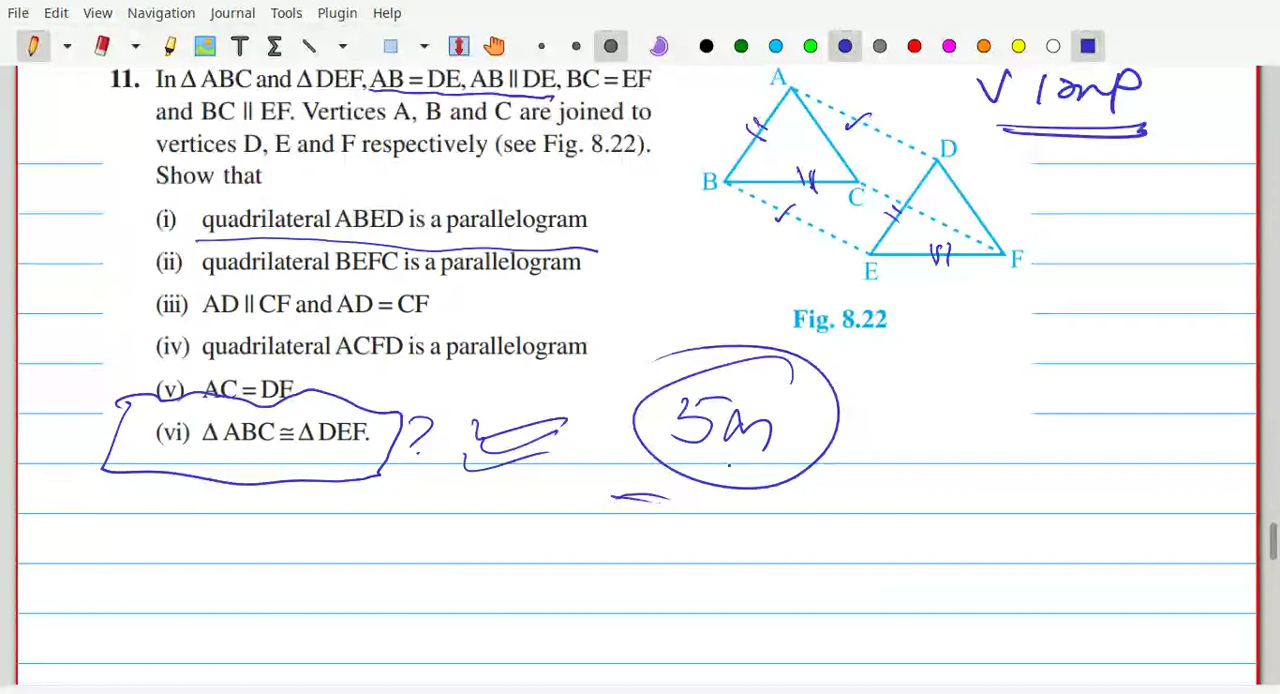 File Edit View Navigation Journal Tools Plugin Help
T Σ
11. In Δ ABC and Δ DEF, AB = DE, AB || DE, BC = EF
and BC || EF. Vertices A, B and C are joined to
vertices D, E and F respectively (see Fig. 8.22).
Show that
(i) quadrilateral ABED is a parallelogram
(ii) quadrilateral BEFC is a parallelogram
(iii) AD || CF and AD = CF
(iv) quadrilateral ACFD is a parallelogram
(v) AC = DF
(vi) Δ ABC ≅ Δ DEF.
?
5m
A
D
B
C
E
F
Fig. 8.22